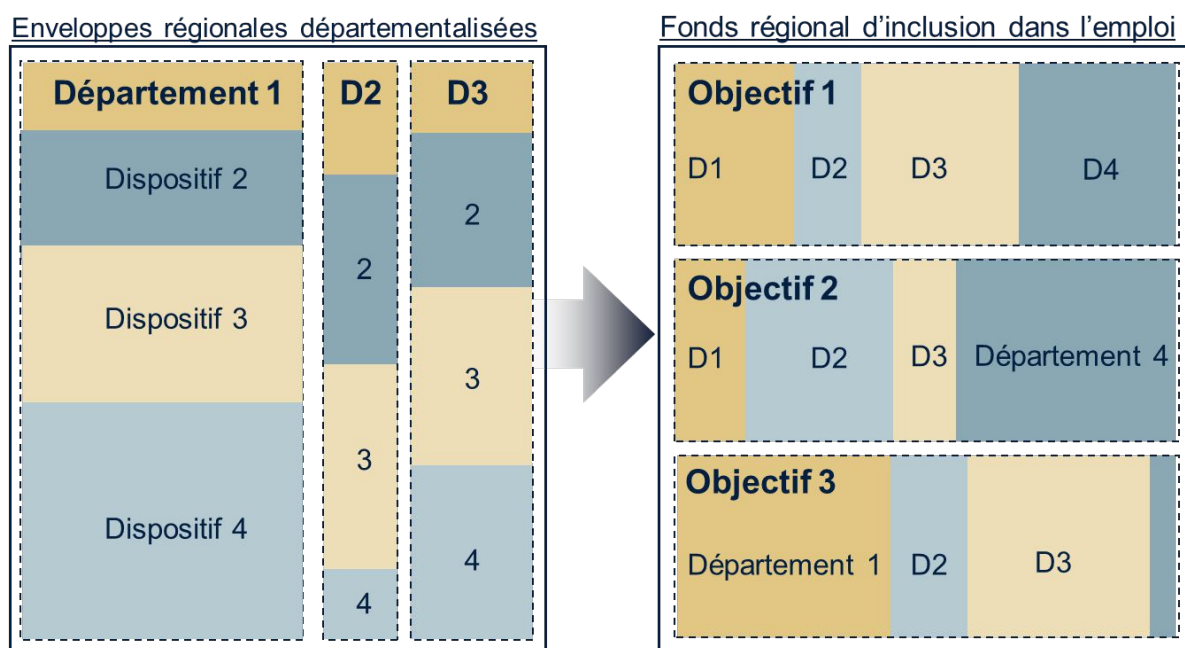 Enveloppes régionales départementalisées
Département 1
D2
D3
Dispositif 2
2
2
Dispositif 3
3
3
Dispositif 4
4
4
Fonds régional d’inclusion dans l’emploi
Objectif 1
D1
D2
D3
D4
Objectif 2
D1
D2
D3
Département 4
Objectif 3
Département 1
D2
D3